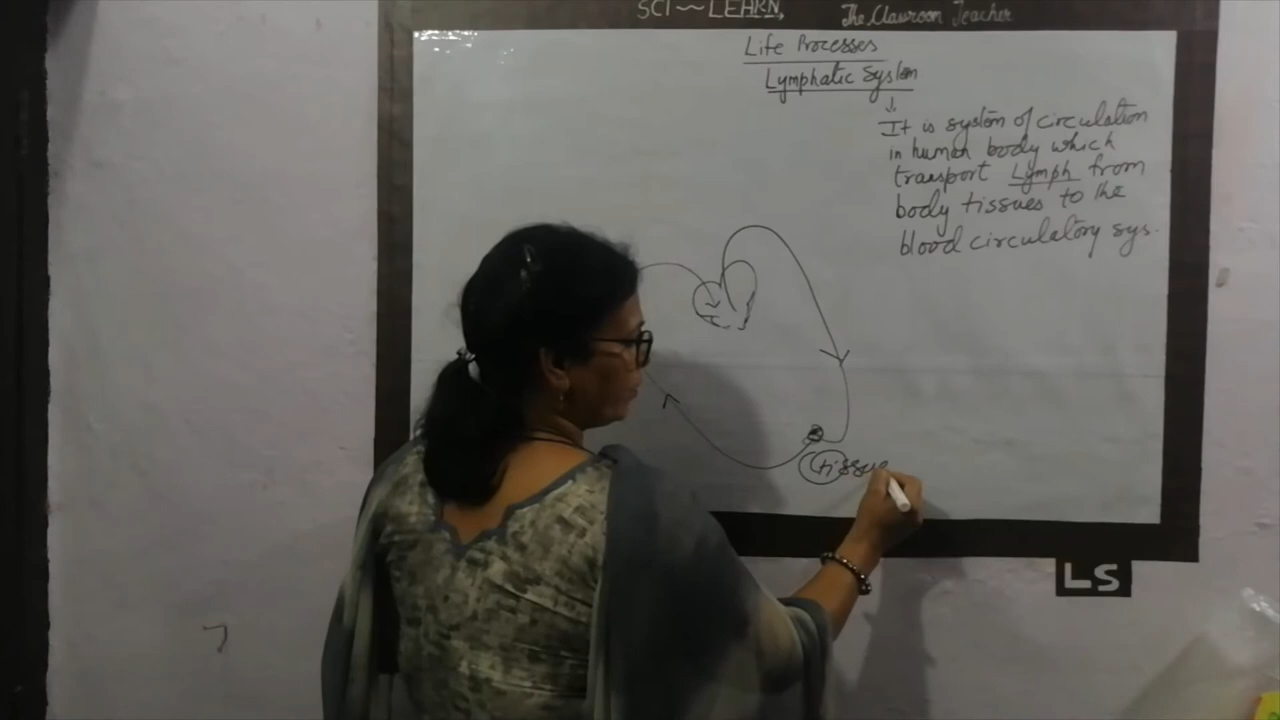 SCI~LEARN, The Classroom Teacher
Life Processes
Lymphatic System
↓
It is system of circulation
in human body which
transport Lymph from
body tissues to the
blood circulatory sys.
tissue
LS